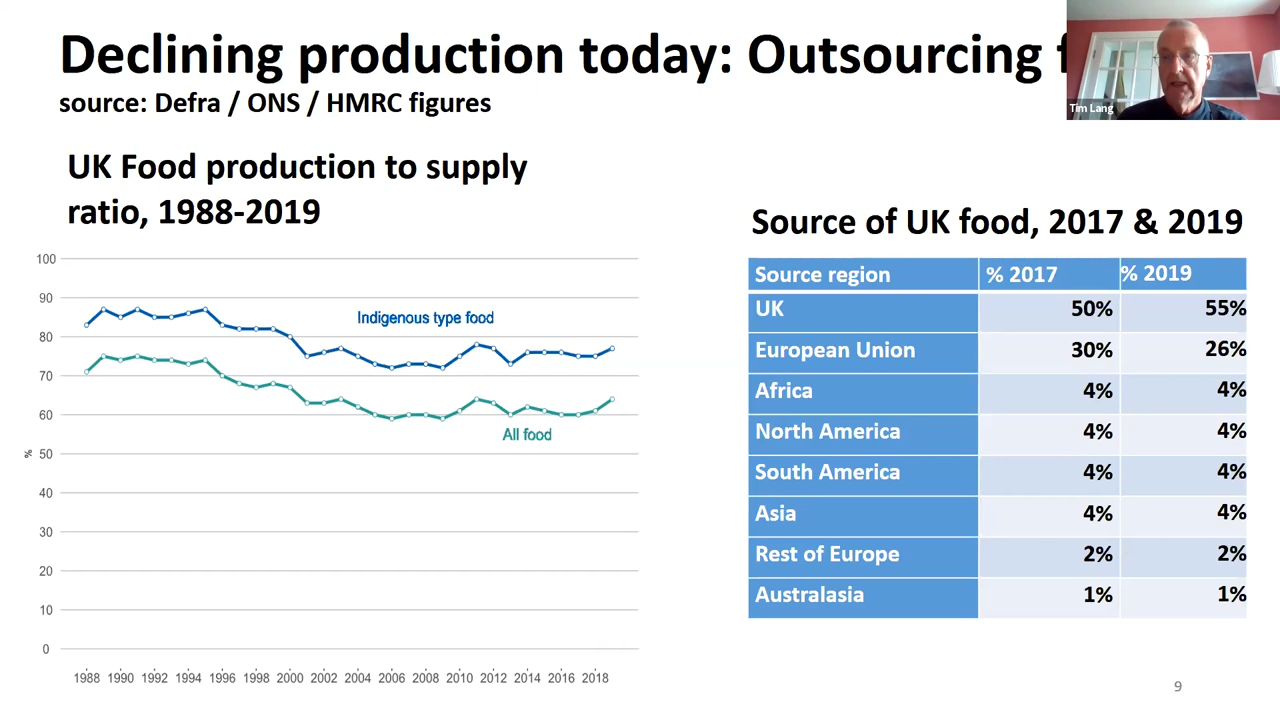 Declining production today: Outsourcing
source: Defra / ONS / HMRC figures
Tim Lang
UK Food production to supply
ratio, 1988-2019
100
90
80
70
60
%
50
40
30
20
10
0
Indigenous type food
All food
1988 1990 1992 1994 1996 1998 2000 2002 2004 2006 2008 2010 2012 2014 2016 2018
Source of UK food, 2017 & 2019
Source region % 2017 % 2019
UK 50% 55%
European Union 30% 26%
Africa 4% 4%
North America 4% 4%
South America 4% 4%
Asia 4% 4%
Rest of Europe 2% 2%
Australasia 1% 1%
9